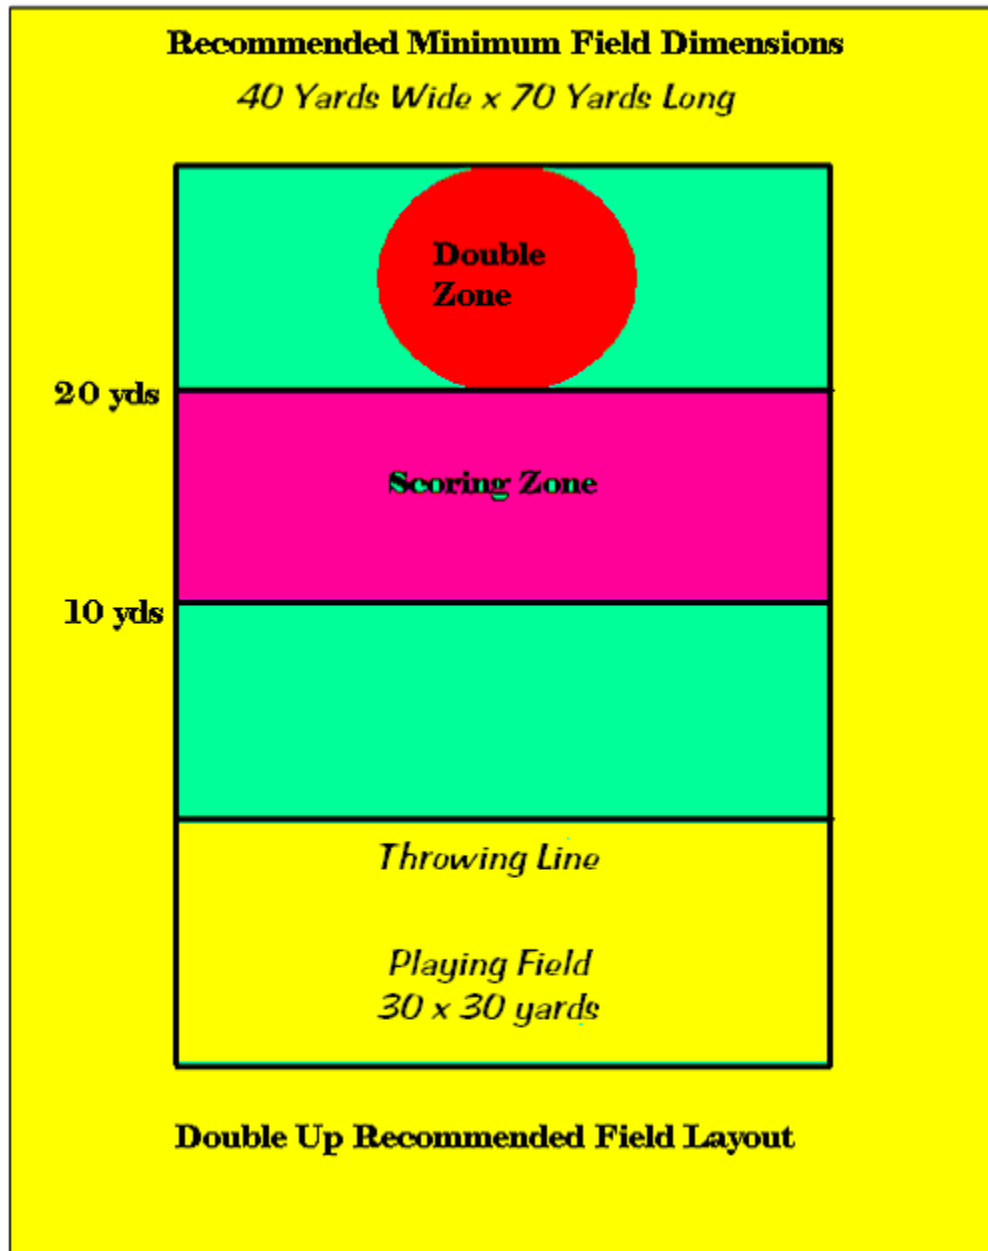 Recommended Minimum Field Dimensions
40 Yards Wide x 70 Yards Long
Double
Zone
20 yds
Scoring Zone
10 yds
Throwing Line
Playing Field
30 x 30 yards
Double Up Recommended Field Layout